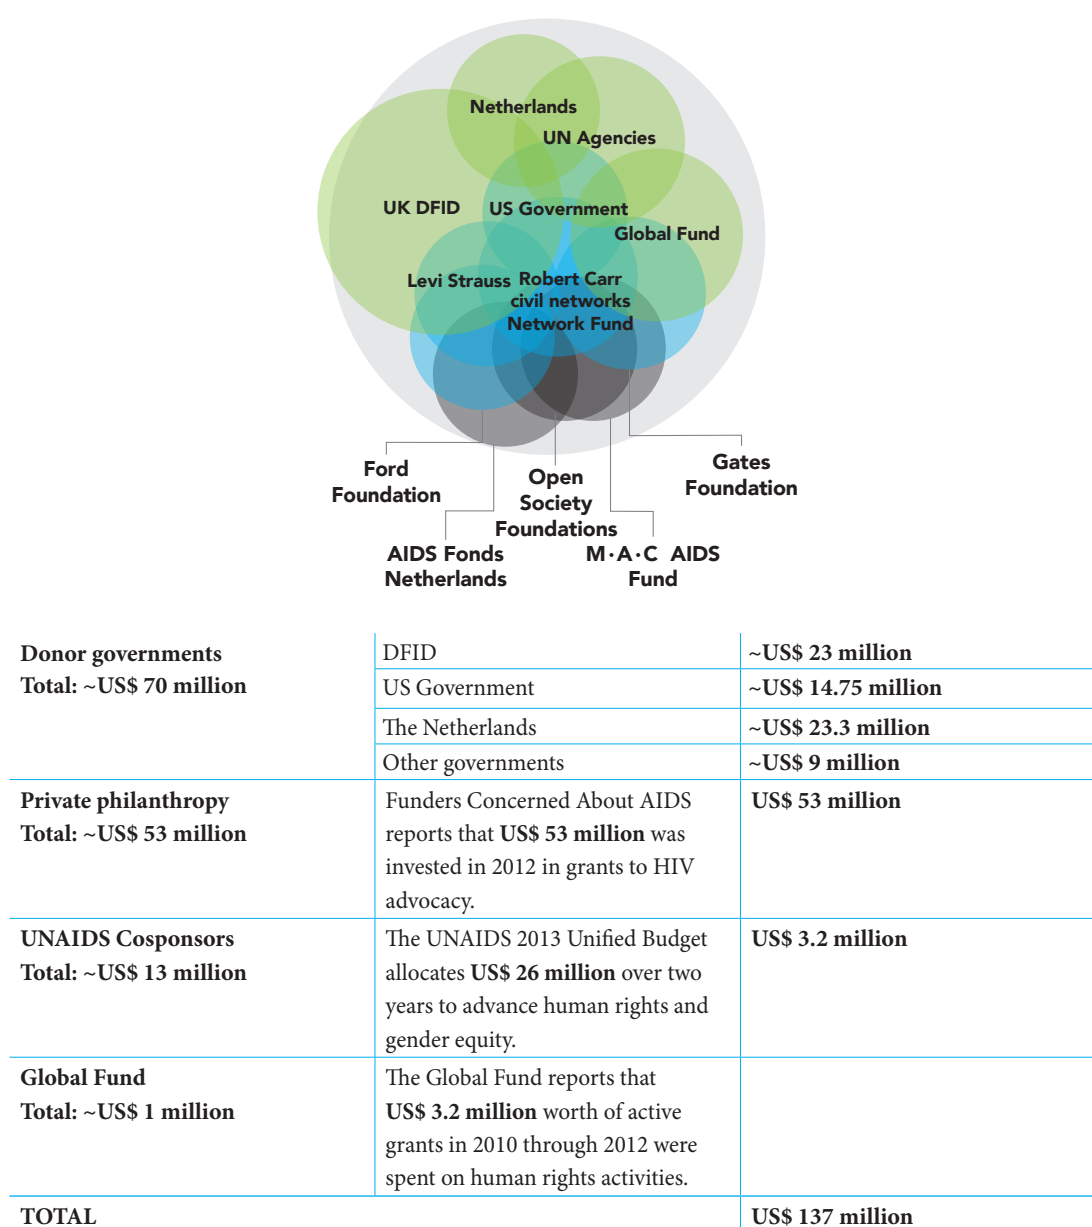 Netherlands
UN Agencies
UK DFID
US Government
Global Fund
Levi Strauss
Robert Carr
civil networks
Network Fund
Ford
Foundation
Open
Society
Foundations
Gates
Foundation
AIDS Fonds
Netherlands
M·A·C AIDS
Fund
Donor governments
Total: ~US$ 70 million
DFID
~US$ 23 million
US Government
~US$ 14.75 million
The Netherlands
~US$ 23.3 million
Other governments
~US$ 9 million
Private philanthropy
Total: ~US$ 53 million
Funders Concerned About AIDS
reports that US$ 53 million was
invested in 2012 in grants to HIV
advocacy.
US$ 53 million
UNAIDS Cosponsors
Total: ~US$ 13 million
The UNAIDS 2013 Unified Budget
allocates US$ 26 million over two
years to advance human rights and
gender equity.
US$ 3.2 million
Global Fund
Total: ~US$ 1 million
The Global Fund reports that
US$ 3.2 million worth of active
grants in 2010 through 2012 were
spent on human rights activities.
TOTAL
US$ 137 million